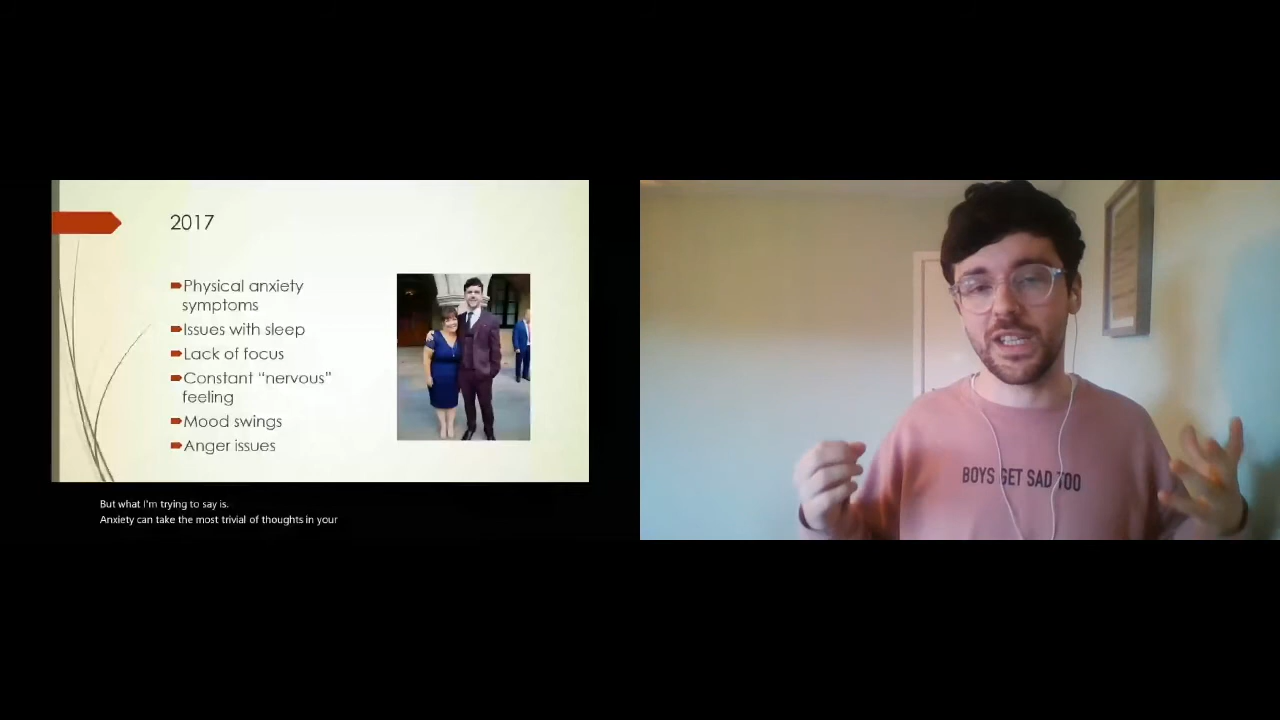 2017
Physical anxiety
symptoms
Issues with sleep
Lack of focus
Constant “nervous”
feeling
Mood swings
Anger issues
But what I'm trying to say is.
Anxiety can take the most trivial of thoughts in your
BOYS GET SAD TOO